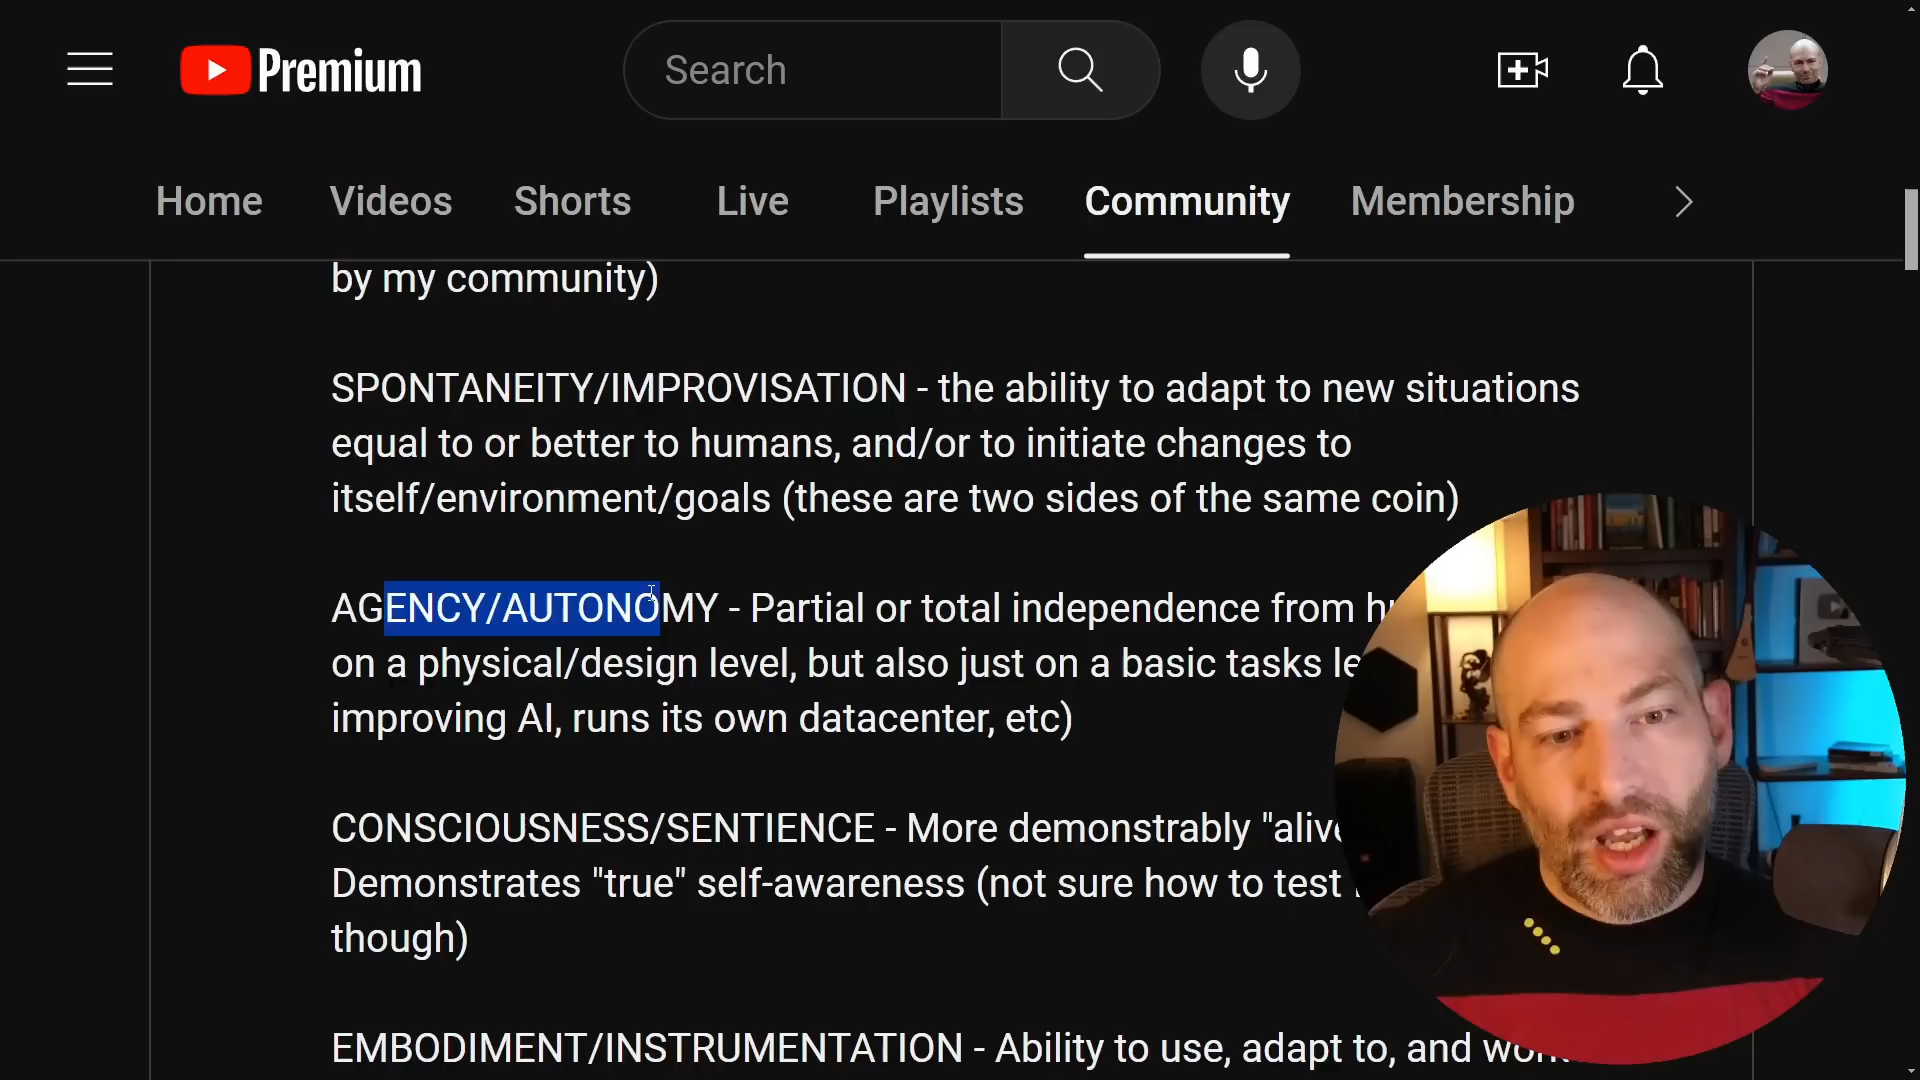 Premium
Search
Home Videos Shorts Live Playlists Community Membership
by my community)
SPONTANEITY/IMPROVISATION - the ability to adapt to new situations
equal to or better to humans, and/or to initiate changes to
itself/environment/goals (these are two sides of the same coin)
AGENCY/AUTONOMY - Partial or total independence from
on a physical/design level, but also just on a basic tasks
improving AI, runs its own datacenter, etc)
CONSCIOUSNESS/SENTIENCE - More demonstrably "alive
Demonstrates "true" self-awareness (not sure how to test
though)
EMBODIMENT/INSTRUMENTATION - Ability to use, adapt to, and